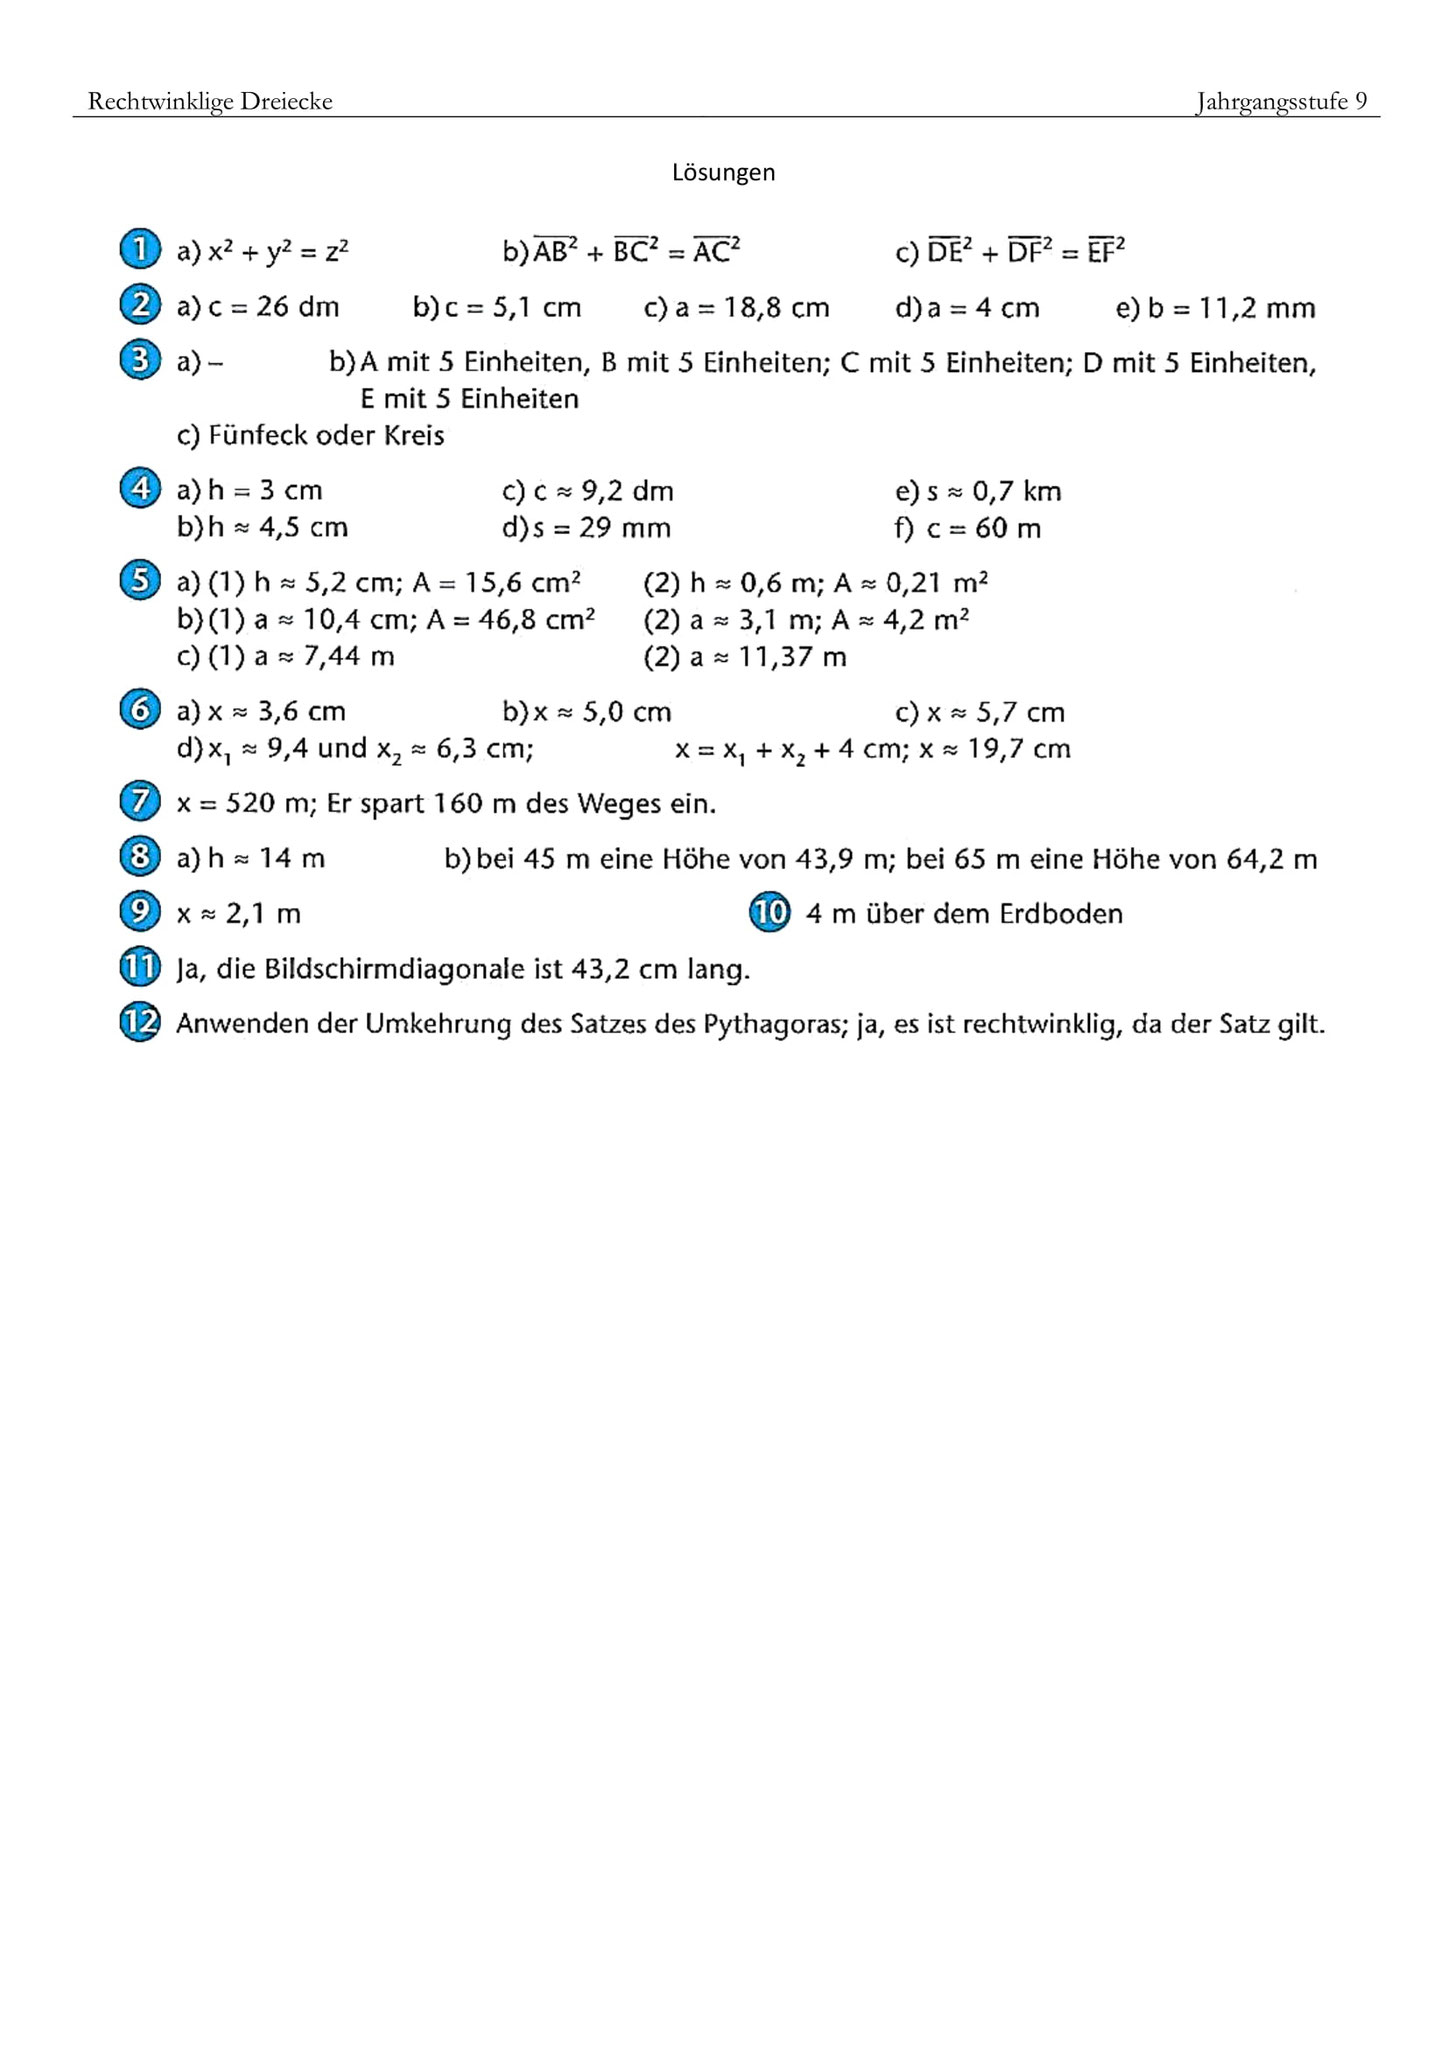 Rechtwinklige Dreiecke Jahrgangsstufe 9
Lösungen
1 a) x² + y² = z² b) A̅B̅² + B̅C̅² = A̅C̅² c) D̅E̅² + D̅F̅² = E̅F̅²
2 a) c = 26 dm b) c = 5,1 cm c) a = 18,8 cm d) a = 4 cm e) b = 11,2 mm
3 a) – b) A mit 5 Einheiten, B mit 5 Einheiten; C mit 5 Einheiten; D mit 5 Einheiten,
E mit 5 Einheiten
c) Fünfeck oder Kreis
4 a) h = 3 cm c) c ≈ 9,2 dm e) s ≈ 0,7 km
b) h ≈ 4,5 cm d) s = 29 mm f) c = 60 m
5 a) (1) h ≈ 5,2 cm; A = 15,6 cm² (2) h ≈ 0,6 m; A ≈ 0,21 m²
b) (1) a ≈ 10,4 cm; A = 46,8 cm² (2) a ≈ 3,1 m; A ≈ 4,2 m²
c) (1) a ≈ 7,44 m (2) a ≈ 11,37 m
6 a) x ≈ 3,6 cm b) x ≈ 5,0 cm c) x ≈ 5,7 cm
d) x₁ ≈ 9,4 und x₂ ≈ 6,3 cm; x = x₁ + x₂ + 4 cm; x ≈ 19,7 cm
7 x = 520 m; Er spart 160 m des Weges ein.
8 a) h ≈ 14 m b) bei 45 m eine Höhe von 43,9 m; bei 65 m eine Höhe von 64,2 m
9 x ≈ 2,1 m 10 4 m über dem Erdboden
11 Ja, die Bildschirmdiagonale ist 43,2 cm lang.
12 Anwenden der Umkehrung des Satzes des Pythagoras; ja, es ist rechtwinklig, da der Satz gilt.